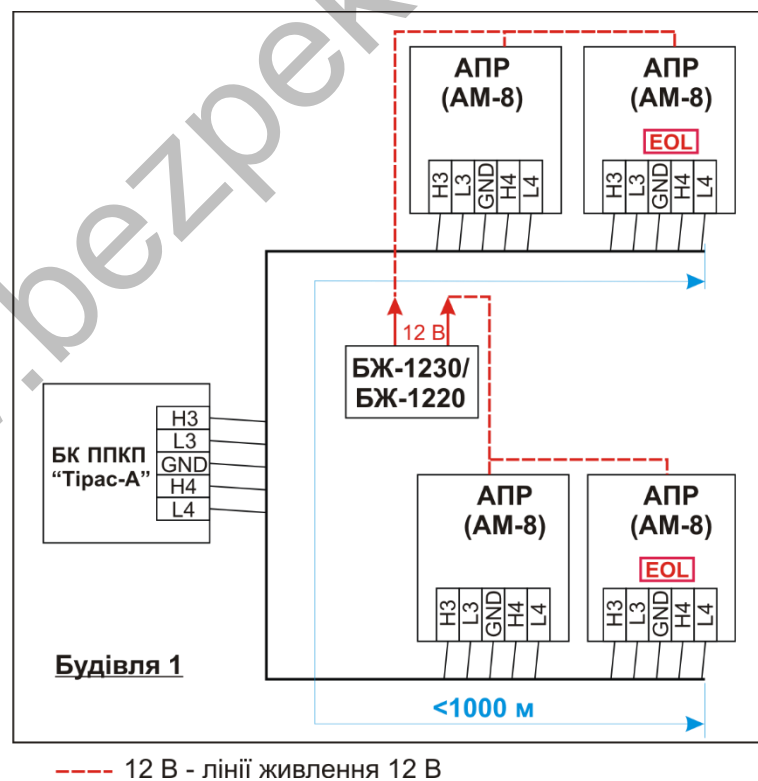 АПР
(АМ-8)
H3
L3
GND
H4
L4
АПР
(АМ-8)
EOL
H3
L3
GND
H4
L4
12 В
БЖ-1230/
БЖ-1220
БК ППКП
“Тірас-А”
H3
L3
GND
H4
L4
АПР
(АМ-8)
H3
L3
GND
H4
L4
АПР
(АМ-8)
EOL
H3
L3
GND
H4
L4
Будівля 1
<1000 м
12 В - лінії живлення 12 В
.bezpek